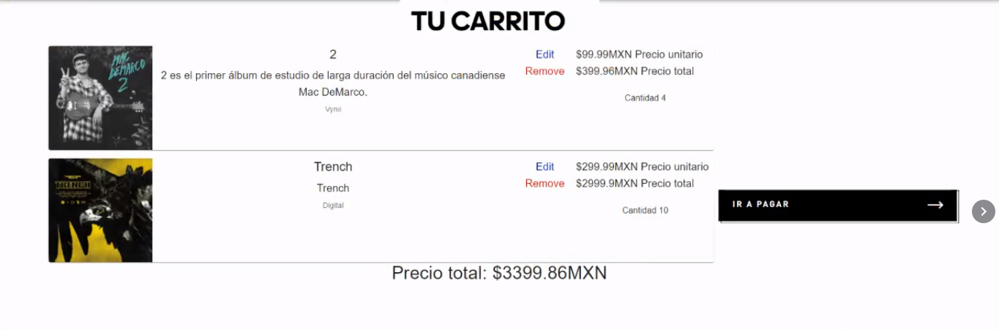 TU CARRITO
MAC
DEMARCO
2
2
2 es el primer álbum de estudio de larga duración del músico canadiense
Mac DeMarco.
Vynil
Edit
Remove
$99.99MXN Precio unitario
$399.96MXN Precio total
Cantidad 4
TRENCH
Trench
Trench
Digital
Edit
Remove
$299.99MXN Precio unitario
$2999.9MXN Precio total
Cantidad 10
IR A PAGAR
Precio total: $3399.86MXN